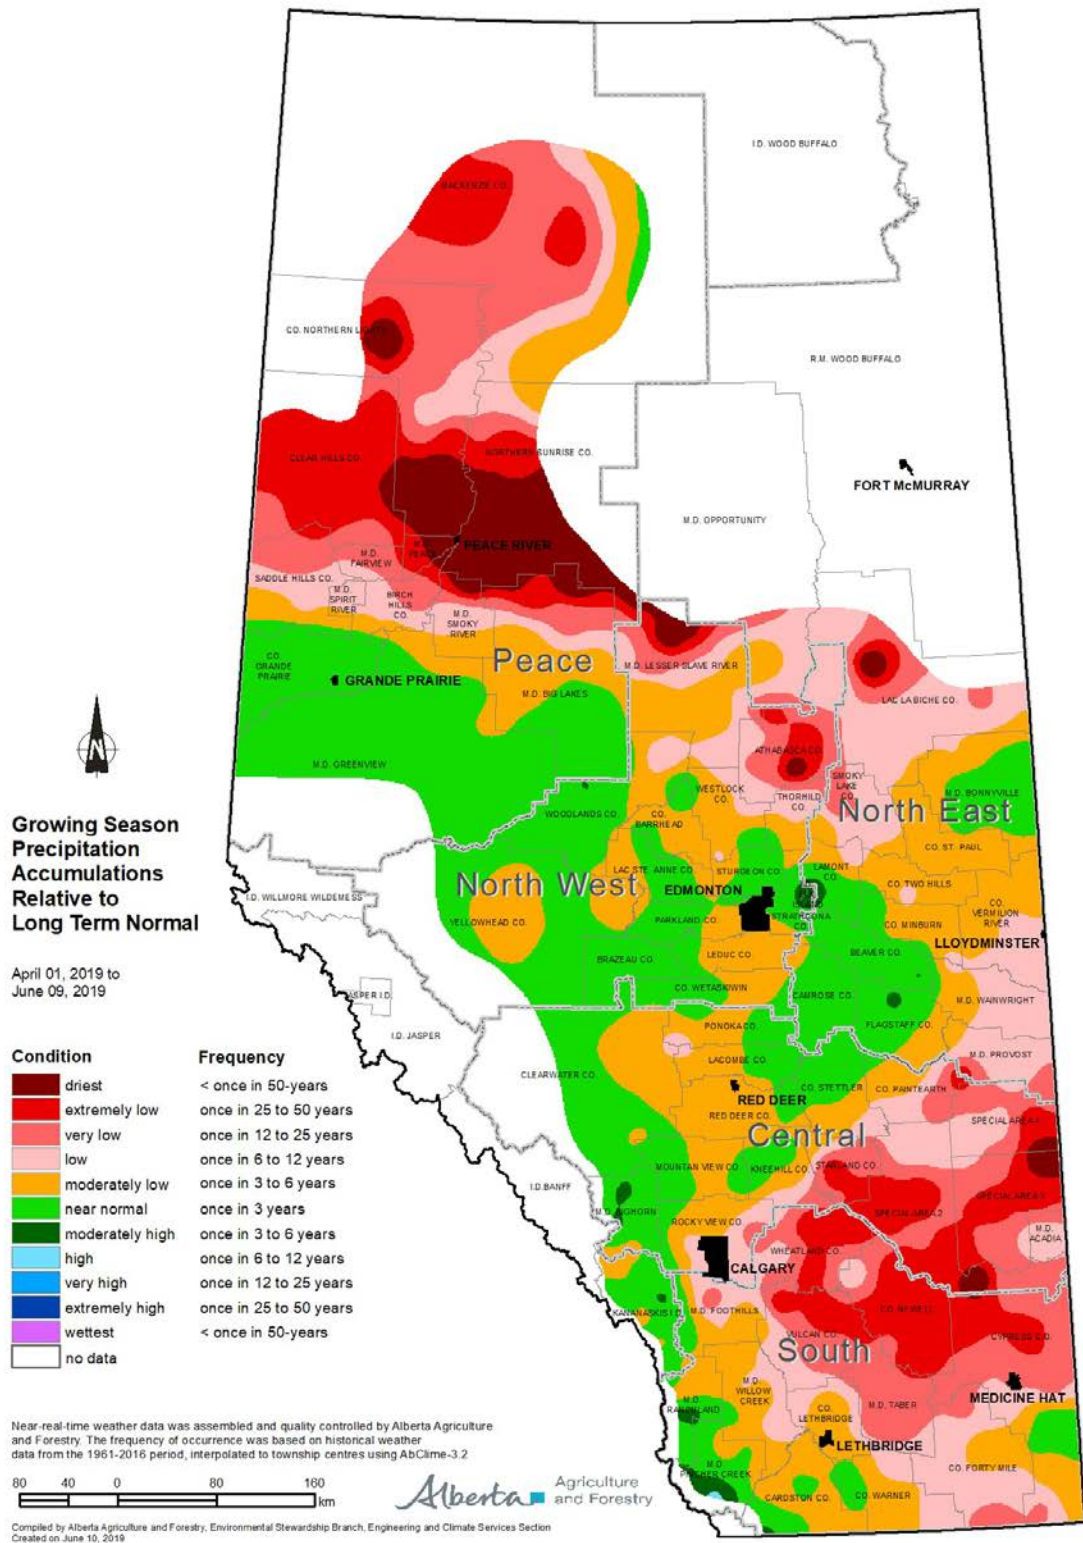 I.D. WOOD BUFFALO
MACKENZIE CO.
CO. NORTHERN LIGHTS
R.M. WOOD BUFFALO
CLEAR HILLS CO.
NORTHERN SUNRISE CO.
FORT McMURRAY
M.D. OPPORTUNITY
M.D. PEACE
PEACE RIVER
M.D. FAIRVIEW
SADDLE HILLS CO.
M.D. SPIRIT RIVER
BIRCH HILLS CO.
M.D. SMOKY RIVER
CO. GRANDE PRAIRIE
GRANDE PRAIRIE
Peace
M.D. LESSER SLAVE RIVER
M.D. BIG LAKES
LAC LA BICHE CO.
M.D. GREENVIEW
ATHABASCA CO.
WESTLOCK CO.
THORHILD CO.
SMOKY LAKE CO.
North East
M.D. BONNYVILLE
WOODLANDS CO.
CO. BARRHEAD
CO. ST. PAUL
North West
LAC STE. ANNE CO.
STURGEON CO.
LAMONT CO.
CO. TWO HILLS
EDMONTON
I.D. WILLMORE WILDERNESS
YELLOWHEAD CO.
PARKLAND CO.
ISLAND
STRATHCONA CO.
CO. MINBURN
CO. VERMILION RIVER
LLOYDMINSTER
BRAZEAU CO.
LEDUC CO.
BEAVER CO.
JASPER I.D.
CO. WETASKIWIN
CAMROSE CO.
M.D. WAINWRIGHT
I.D. JASPER
PONOKA CO.
FLAGSTAFF CO.
M.D. PROVOST
CLEARWATER CO.
LACOMBE CO.
CO. STETTLER
CO. PAINTEARTH
RED DEER
RED DEER CO.
SPECIAL AREA 4
Central
I.D. BANFF
MOUNTAIN VIEW CO.
KNEEHILL CO.
STARLAND CO.
SPECIAL AREA 3
M.D. BIGHORN
ROCKY VIEW CO.
SPECIAL AREA 2
M.D. ACADIA
WHEATLAND CO.
CALGARY
KANANASKIS I.D.
M.D. FOOTHILLS
CO. NEWELL
VULCAN CO.
CYPRESS CO.
South
M.D. WILLOW CREEK
MEDICINE HAT
M.D. RANCHLAND
CO. LETHBRIDGE
M.D. TABER
LETHBRIDGE
M.D. PINCHER CREEK
CO. FORTY MILE
CARDSTON CO.
CO. WARNER
N
Growing Season
Precipitation
Accumulations
Relative to
Long Term Normal
April 01, 2019 to
June 09, 2019
Condition Frequency
driest < once in 50-years
extremely low once in 25 to 50 years
very low once in 12 to 25 years
low once in 6 to 12 years
moderately low once in 3 to 6 years
near normal once in 3 years
moderately high once in 3 to 6 years
high once in 6 to 12 years
very high once in 12 to 25 years
extremely high once in 25 to 50 years
wettest < once in 50-years
no data
Near-real-time weather data was assembled and quality controlled by Alberta Agriculture
and Forestry. The frequency of occurrence was based on historical weather
data from the 1961-2016 period, interpolated to township centres using AbClime-3.2
80 40 0 80 160
km
Alberta Agriculture
and Forestry
Compiled by Alberta Agriculture and Forestry, Environmental Stewardship Branch, Engineering and Climate Services Section
Created on June 10, 2019